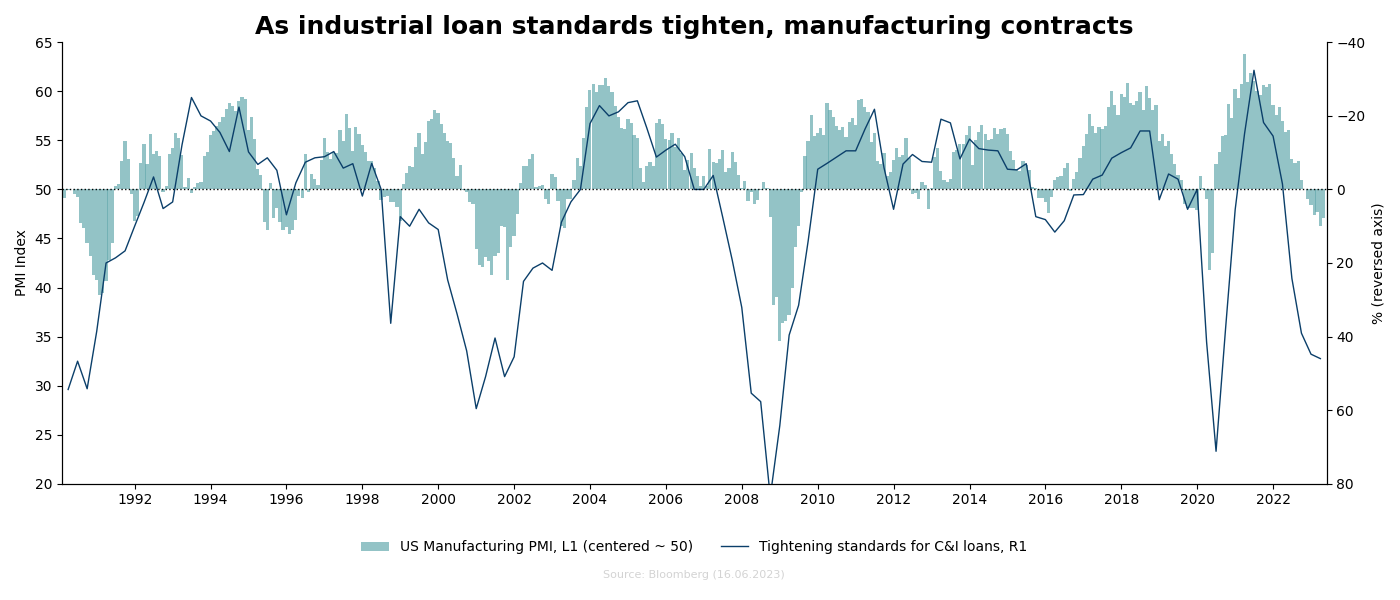 As industrial loan standards tighten, manufacturing contracts
65
60
55
50
45
40
35
30
25
20
PMI Index
−40
−20
0
20
40
60
80
% (reversed axis)
1992 1994 1996 1998 2000 2002 2004 2006 2008 2010 2012 2014 2016 2018 2020 2022
US Manufacturing PMI, L1 (centered ~ 50) Tightening standards for C&I loans, R1
Source: Bloomberg (16.06.2023)